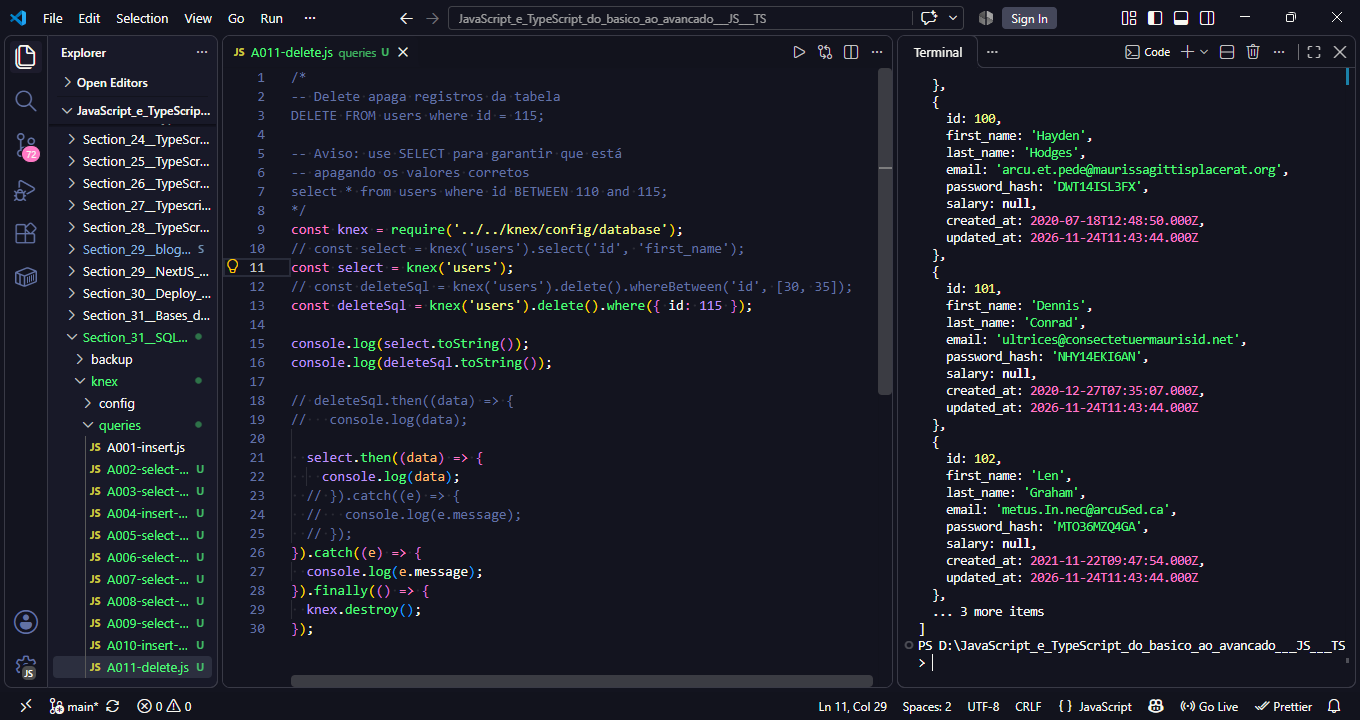 File Edit Selection View Go Run ··· JavaScript_e_TypeScript_do_basico_ao_avancado___JS___TS Sign In
Explorer ···
Open Editors
JavaScript_e_TypeScrip...
Section_24__TypeScr...
Section_25__TypeScr...
Section_26__TypeScr...
Section_27__Typescri...
Section_28__TypeScr...
Section_29__blog... S
Section_29__NextJS_...
Section_30__Deploy_...
Section_31__Bases_d...
Section_31__SQL...
backup
knex
config
queries
JS A001-insert.js
JS A002-select-... U
JS A003-select-... U
JS A004-insert-... U
JS A005-select-... U
JS A006-select-... U
JS A007-select-... U
JS A008-select-... U
JS A009-select-... U
JS A010-insert-... U
JS A011-delete.js U
72
JS
JS A011-delete.js queries U
1 /*
2 -- Delete apaga registros da tabela
3 DELETE FROM users where id = 115;
4
5 -- Aviso: use SELECT para garantir que está
6 -- apagando os valores corretos
7 select * from users where id BETWEEN 110 and 115;
8 */
9 const knex = require('../../knex/config/database');
10 // const select = knex('users').select('id', 'first_name');
11 const select = knex('users');
12 // const deleteSql = knex('users').delete().whereBetween('id', [30, 35]);
13 const deleteSql = knex('users').delete().where({ id: 115 });
14
15 console.log(select.toString());
16 console.log(deleteSql.toString());
17
18 // deleteSql.then((data) => {
19 //   console.log(data);
20
21   select.then((data) => {
22     console.log(data);
23   // }).catch((e) => {
24   //   console.log(e.message);
25   // });
26 }).catch((e) => {
27   console.log(e.message);
28 }).finally(() => {
29   knex.destroy();
30 });
Terminal ··· Code ···
},
{
id: 100,
first_name: 'Hayden',
last_name: 'Hodges',
email: 'arcu.et.pede@maurissagittisplacerat.org',
password_hash: 'DWT14ISL3FX',
salary: null,
created_at: 2020-07-18T12:48:50.000Z,
updated_at: 2026-11-24T11:43:44.000Z
},
{
id: 101,
first_name: 'Dennis',
last_name: 'Conrad',
email: 'ultrices@consectetuermaurisid.net',
password_hash: 'NHY14EKI6AN',
salary: null,
created_at: 2020-12-27T07:35:07.000Z,
updated_at: 2026-11-24T11:43:44.000Z
},
{
id: 102,
first_name: 'Len',
last_name: 'Graham',
email: 'metus.In.nec@arcuSed.ca',
password_hash: 'MTO36MZQ4GA',
salary: null,
created_at: 2021-11-22T09:47:54.000Z,
updated_at: 2026-11-24T11:43:44.000Z
},
... 3 more items
]
PS D:\JavaScript_e_TypeScript_do_basico_ao_avancado___JS___TS
>
main* 0 0 Ln 11, Col 29 Spaces: 2 UTF-8 CRLF { } JavaScript Go Live Prettier